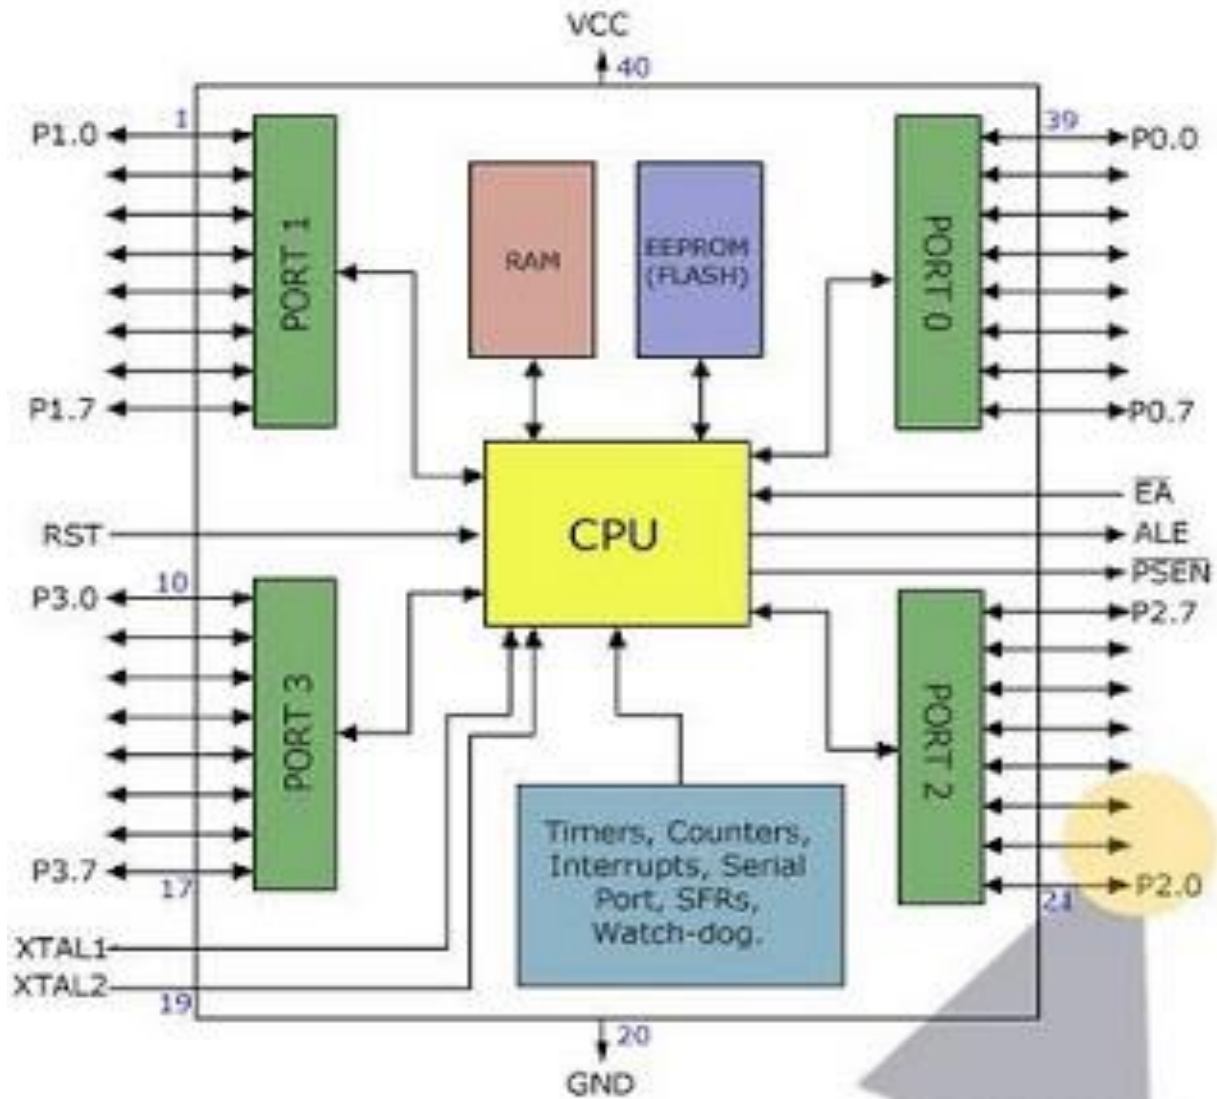 VCC
40
1
P1.0
39
P0.0
PORT 1
RAM
EEPROM
(FLASH)
PORT 0
P1.7
P0.7
EA
RST
CPU
ALE
PSEN
10
P3.0
P2.7
PORT 3
PORT 2
Timers, Counters,
Interrupts, Serial
Port, SFRs,
Watch-dog.
P3.7
17
P2.0
21
XTAL1
XTAL2
19
20
GND